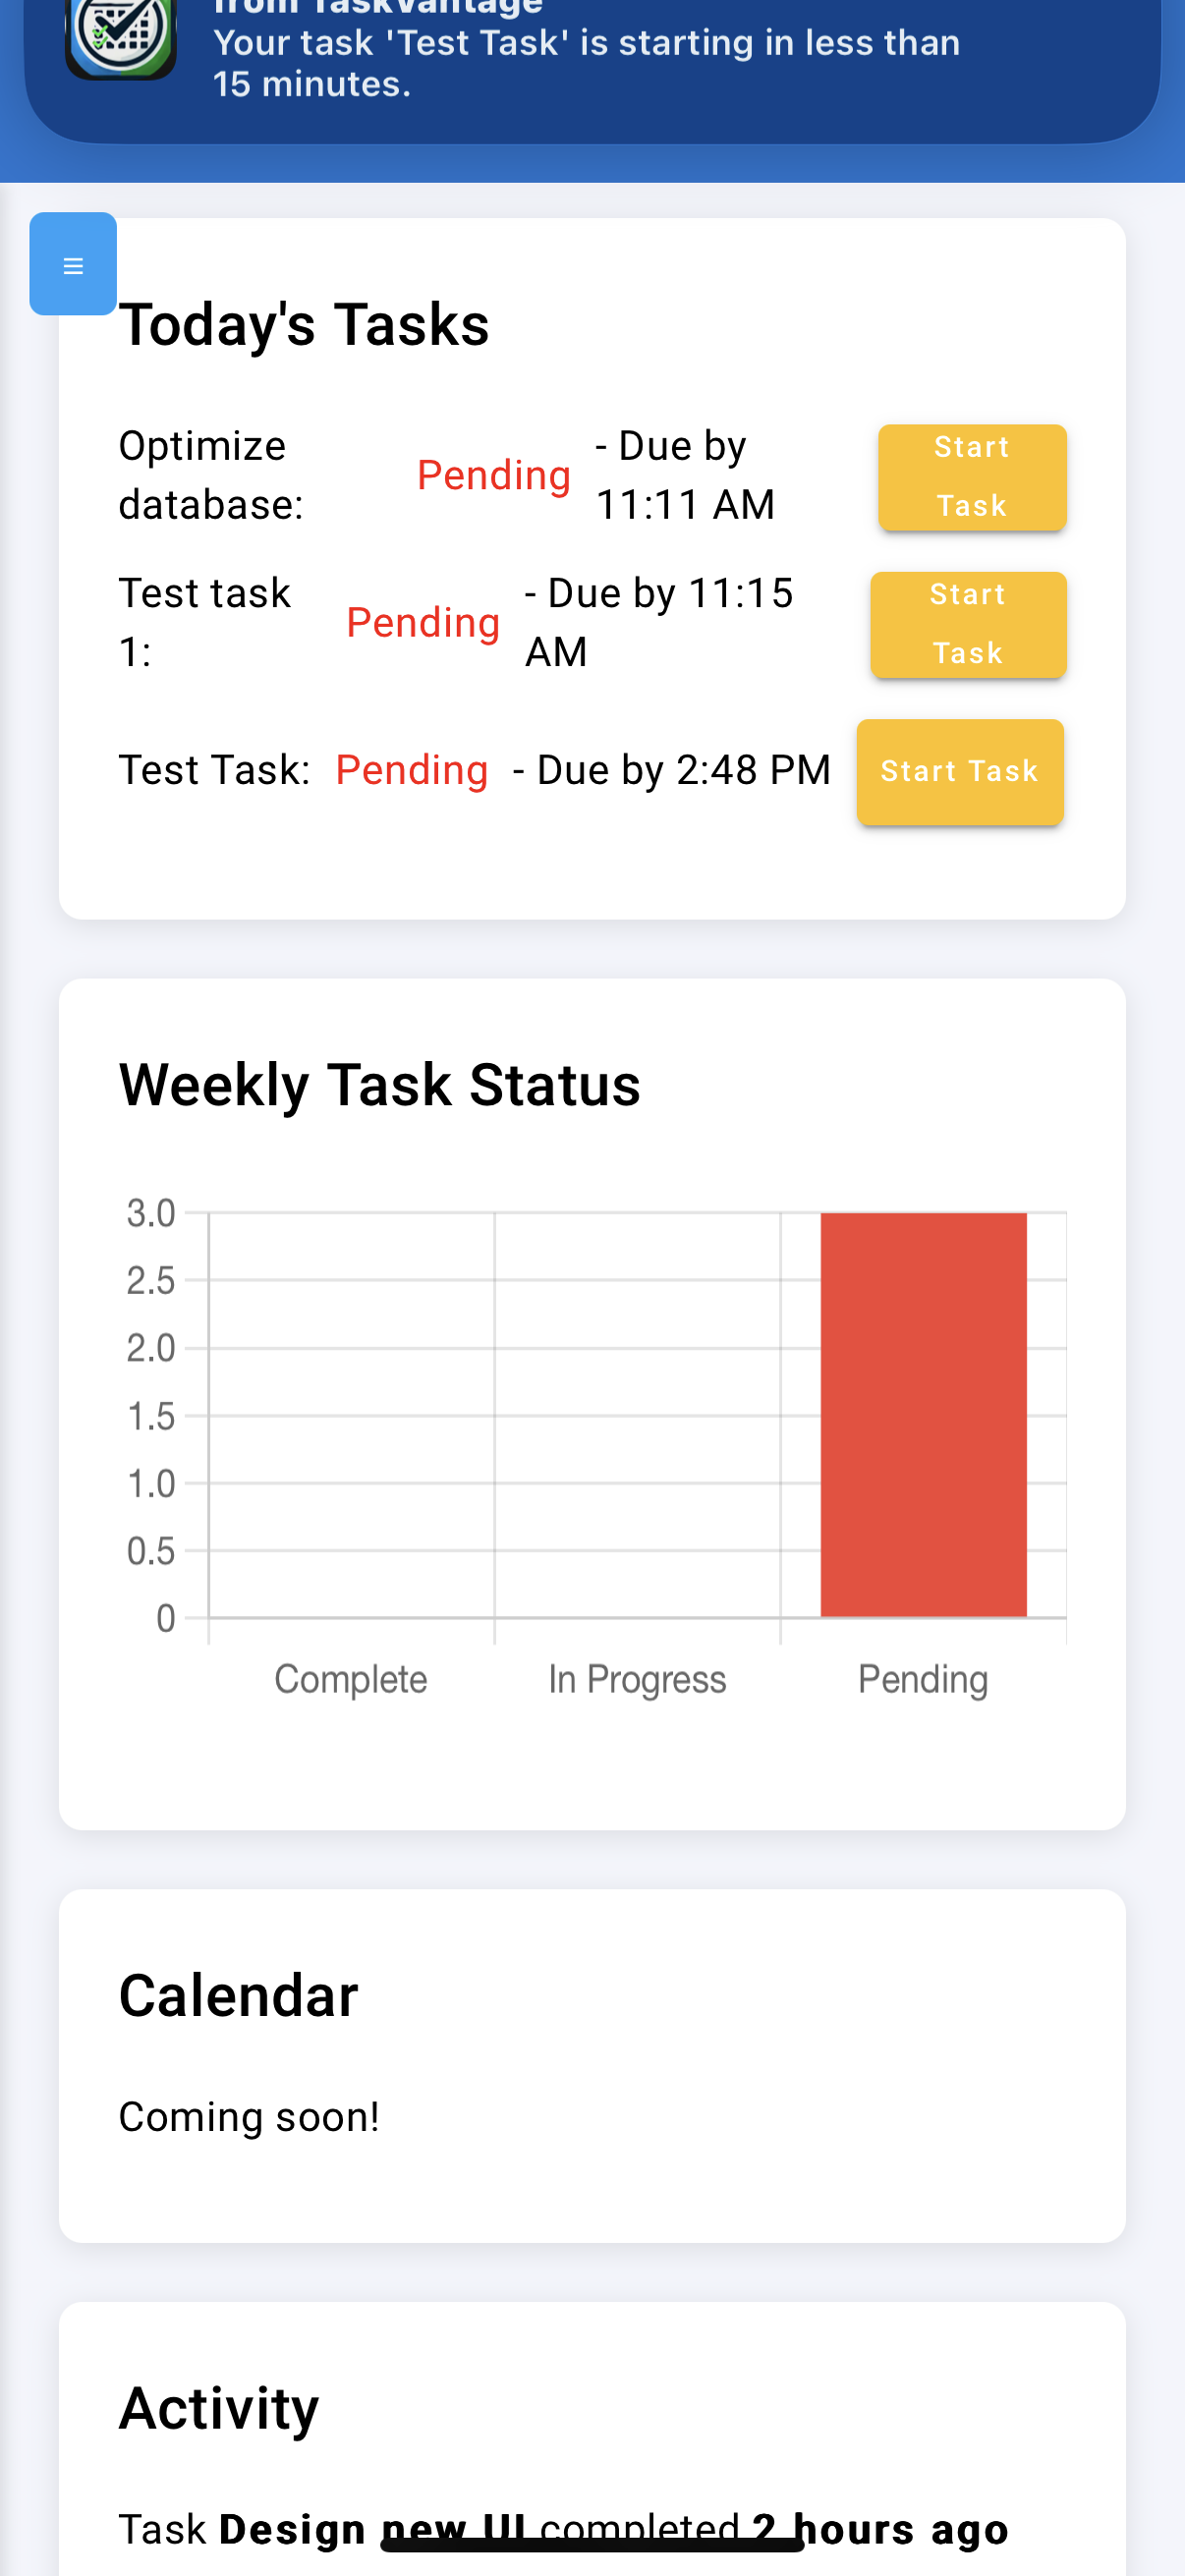 from TaskVantage
Your task 'Test Task' is starting in less than
15 minutes.
Today's Tasks
Optimize
database:
Pending
- Due by
11:11 AM
Start
Task
Test task
1:
Pending
- Due by 11:15
AM
Start
Task
Test Task: Pending - Due by 2:48 PM Start Task
Weekly Task Status
3.0
2.5
2.0
1.5
1.0
0.5
0
Complete In Progress Pending
Calendar
Coming soon!
Activity
Task Design new UI completed 2 hours ago